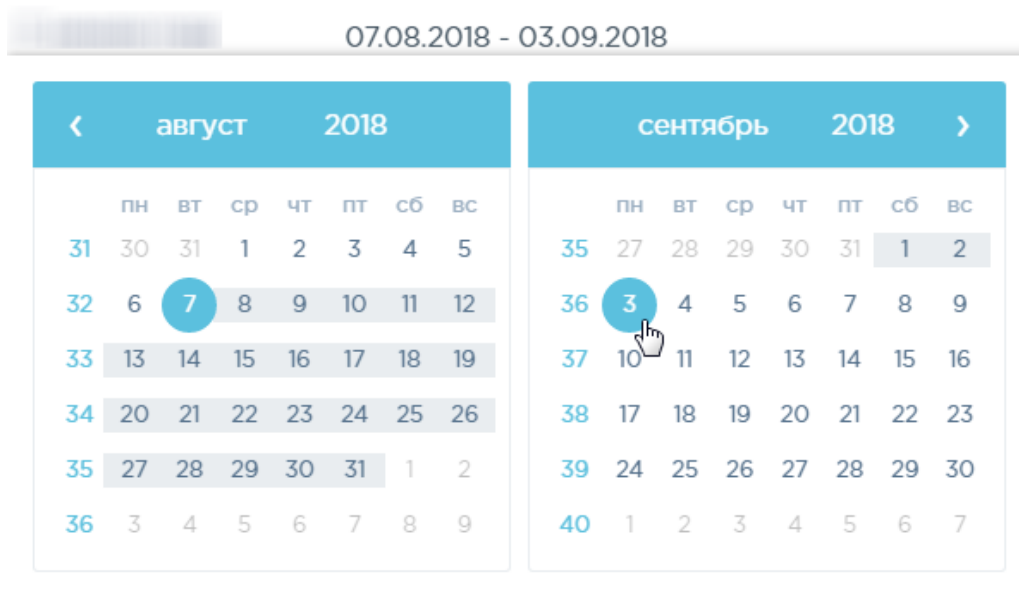 07.08.2018 - 03.09.2018
август 2018
пн вт ср чт пт сб вс
31 30 31 1 2 3 4 5
32 6 7 8 9 10 11 12
33 13 14 15 16 17 18 19
34 20 21 22 23 24 25 26
35 27 28 29 30 31 1 2
36 3 4 5 6 7 8 9
сентябрь 2018
пн вт ср чт пт сб вс
35 27 28 29 30 31 1 2
36 3 4 5 6 7 8 9
37 10 11 12 13 14 15 16
38 17 18 19 20 21 22 23
39 24 25 26 27 28 29 30
40 1 2 3 4 5 6 7